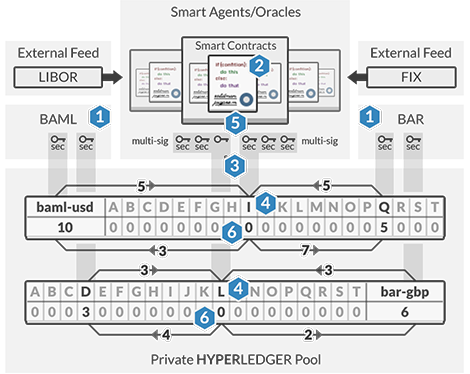 Smart Agents/Oracles
External Feed
LIBOR
Smart Contracts
if(condition):
do this
else:
do that
2
External Feed
FIX
BAML
1
sec sec
5
multi-sig sec sec sec sec multi-sig
1
BAR
sec sec
3
5 5
baml-usd A B C D E F G H I 4 K L M N O P Q R S T
10 0 0 0 0 0 0 0 6 0 0 0 0 0 0 0 0 5 0 0 0
3 7
3 3
A B C D E F G H I J K L 4 N O P Q R S T bar-gbp
0 0 0 3 0 0 0 0 0 0 6 0 0 0 0 0 0 0 0 0 6
4 2
Private HYPERLEDGER Pool